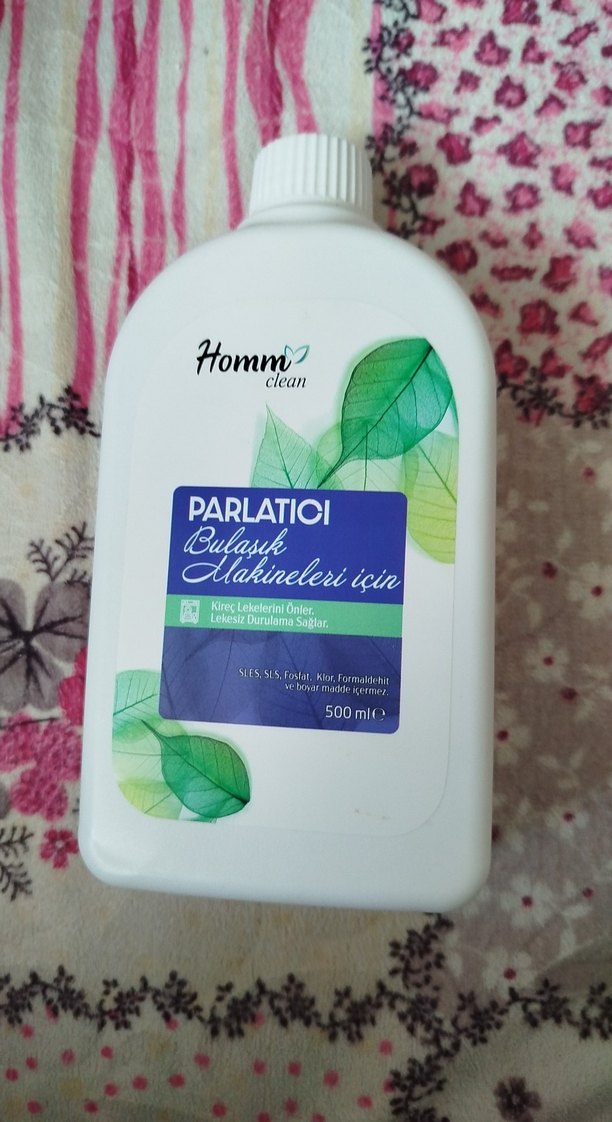 Homm
clean
PARLATICI
Bulaşık
Makineleri için
Kireç Lekelerini Önler.
Lekesiz Durulama Sağlar.
SLES, SLS, Fosfat, Klor, Formaldehit
ve boyar madde içermez.
500 ml ℮